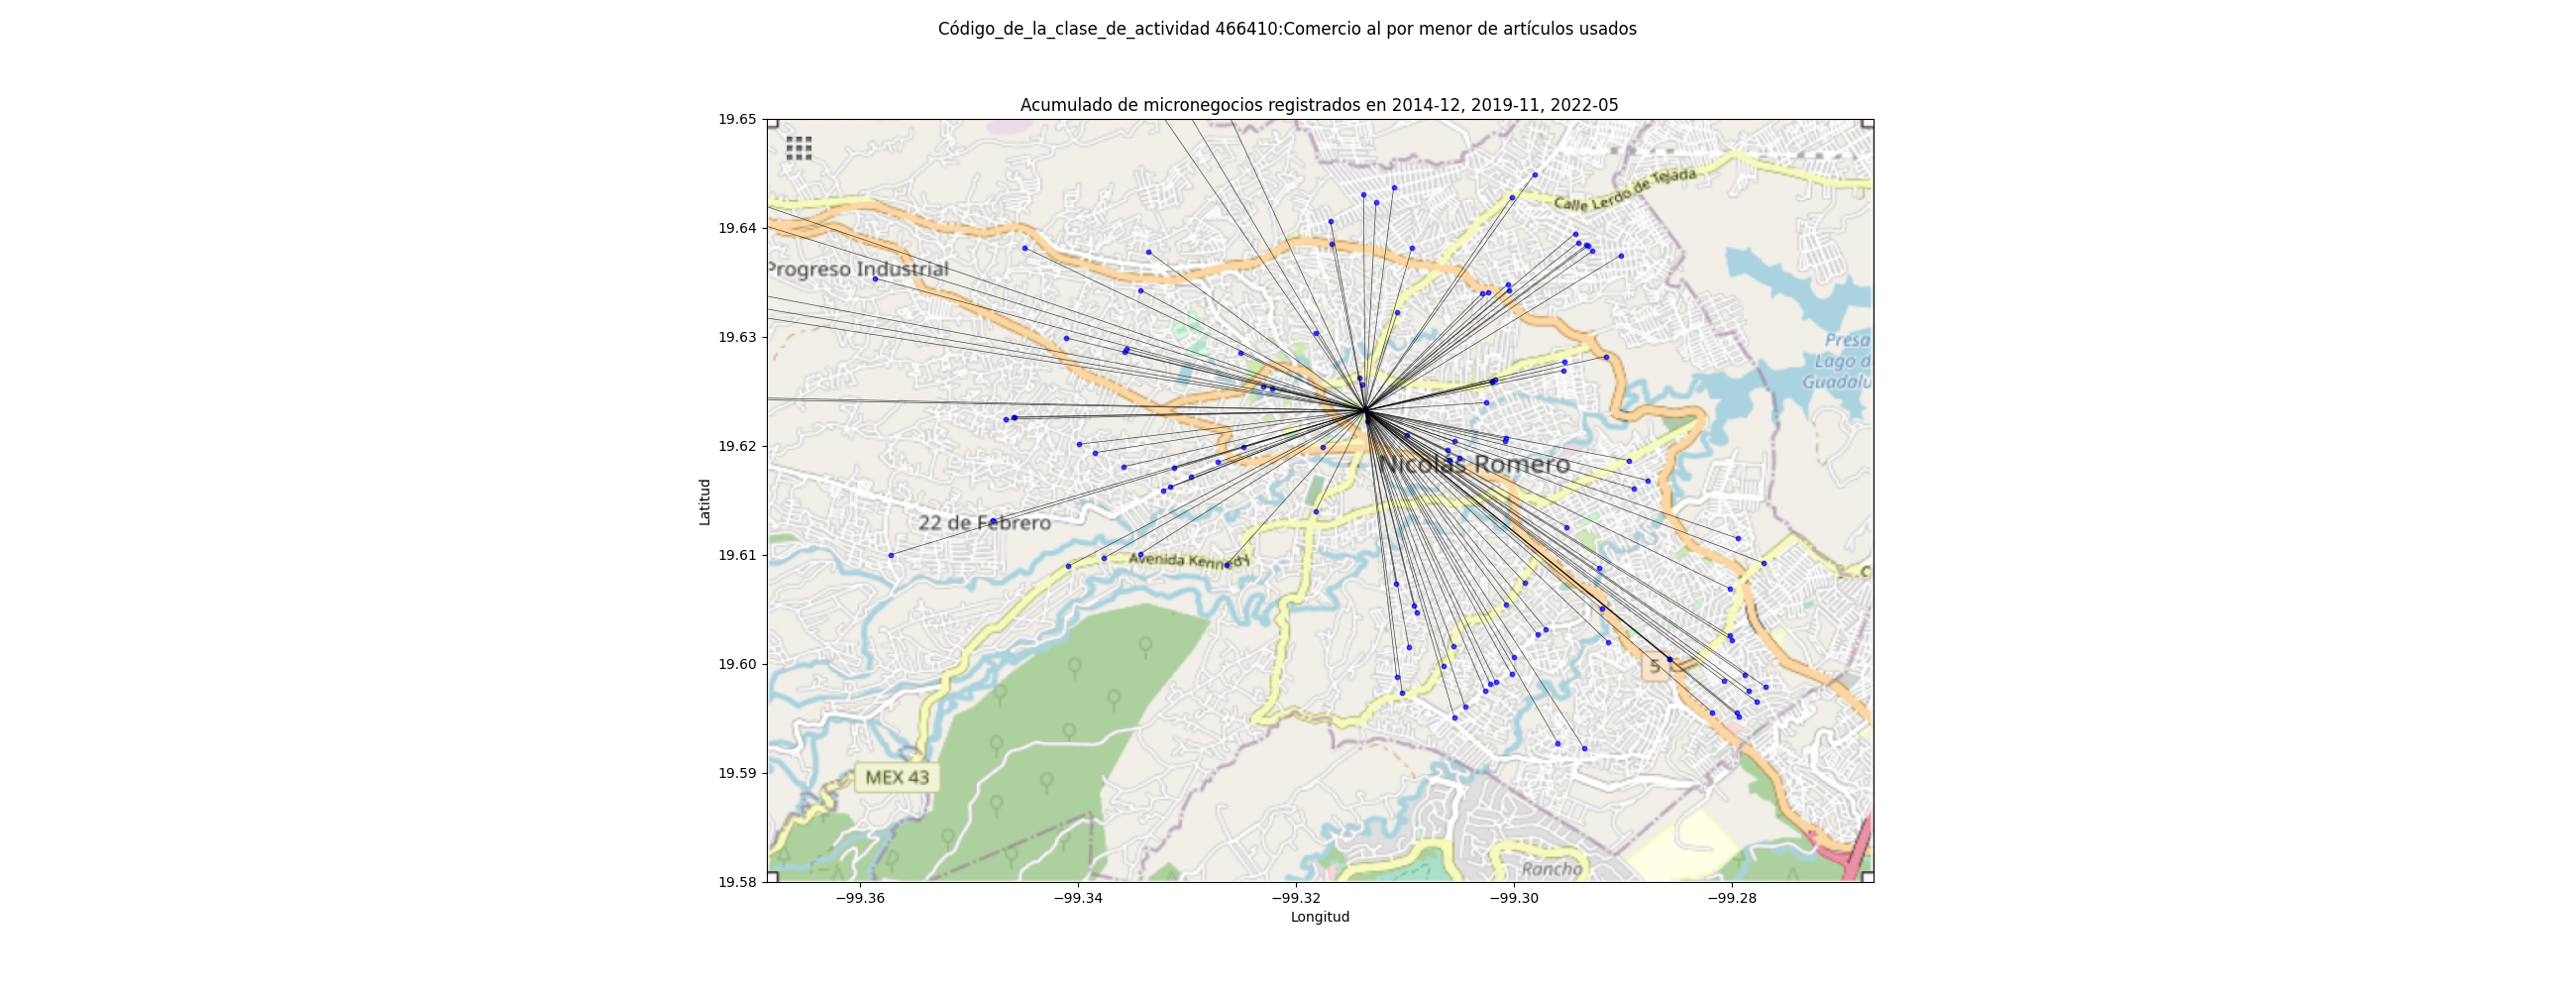 Código_de_la_clase_de_actividad 466410:Comercio al por menor de artículos usados
Acumulado de micronegocios registrados en 2014-12, 2019-11, 2022-05
19.65
19.64
19.63
19.62
19.61
19.60
19.59
19.58
Latitud
Calle Lerdo de Tejada
Progreso Industrial
Presa
Lago d
Guadalu
Nicolás Romero
22 de Febrero
Avenida Kennedy
C
5
MEX 43
Rancho
−99.36
−99.34
−99.32
−99.30
−99.28
Longitud